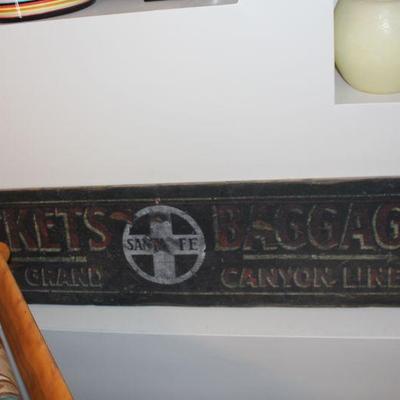 KETS SANTA FE BAGGAG
GRAND CANYON LINE